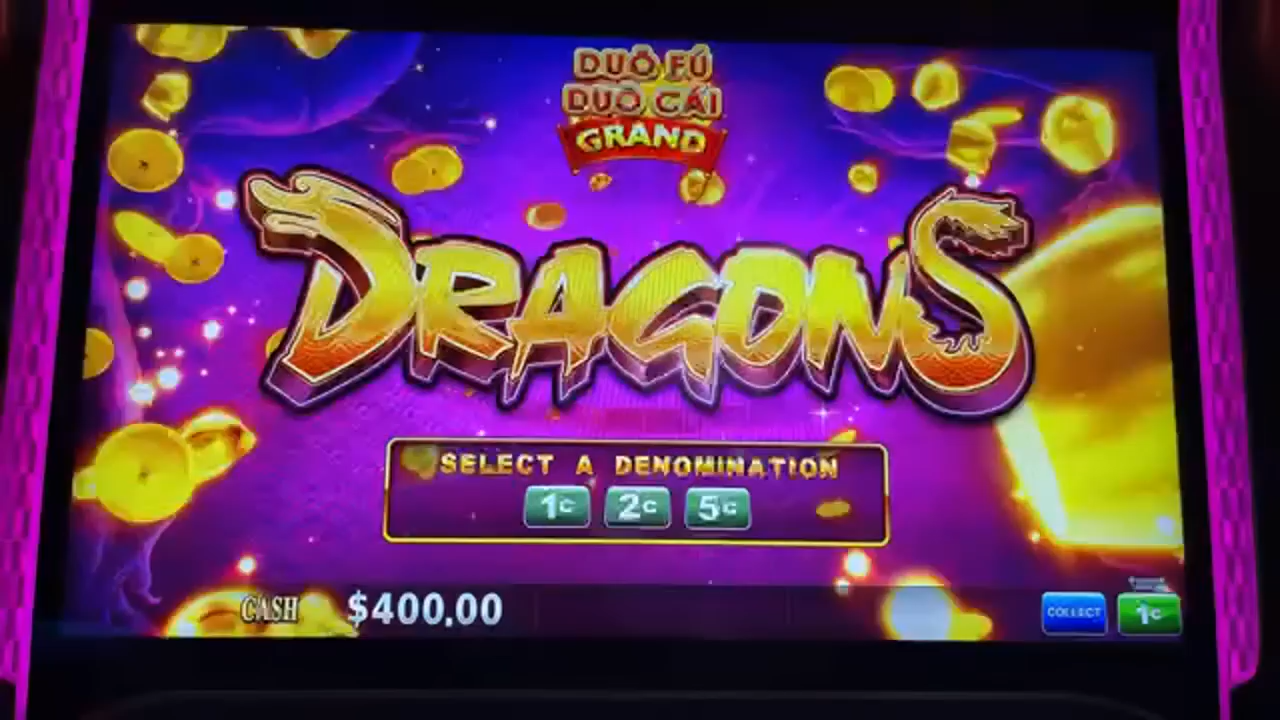 DUŌ FÚ
DUŌ CÁI
GRAND
DRAGONS
SELECT A DENOMINATION
1¢ 2¢ 5¢
CASH $400.00
COLLECT 1¢